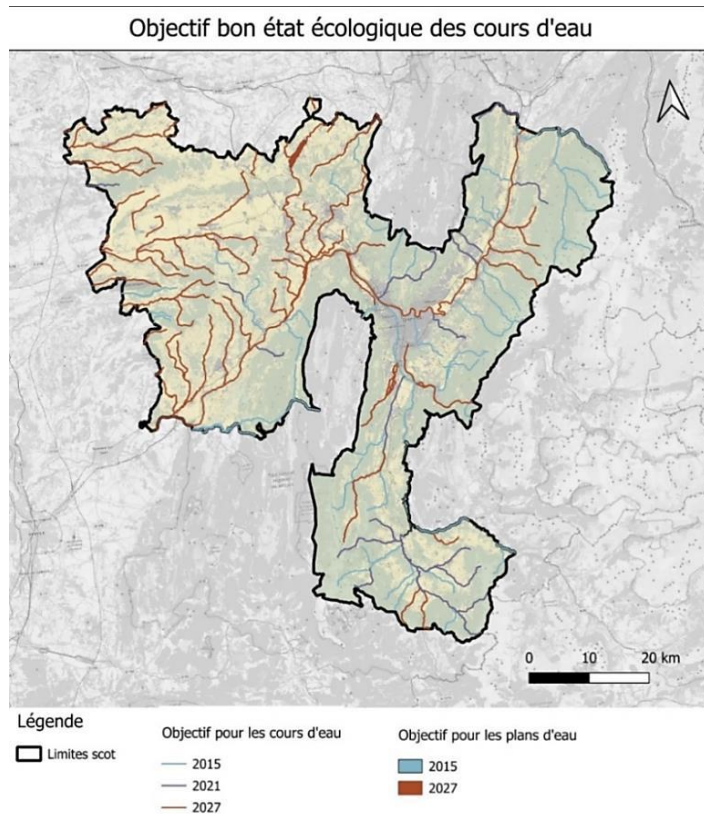 Objectif bon état écologique des cours d'eau
0 10 20 km
Légende
Limites scot
Objectif pour les cours d'eau
2015
2021
2027
Objectif pour les plans d'eau
2015
2027